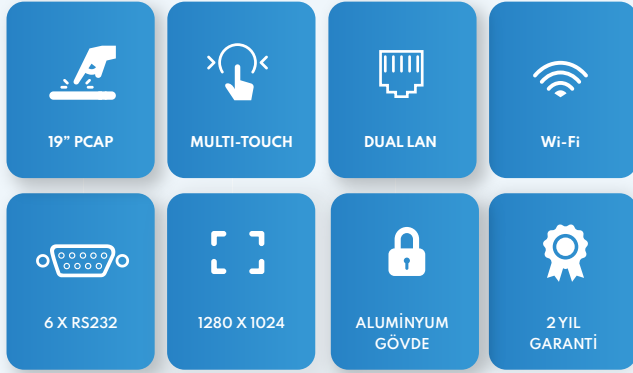 19” PCAP
MULTI-TOUCH
DUAL LAN
Wi-Fi
6 X RS232
1280 X 1024
ALUMİNYUM
GÖVDE
2 YIL
GARANTİ